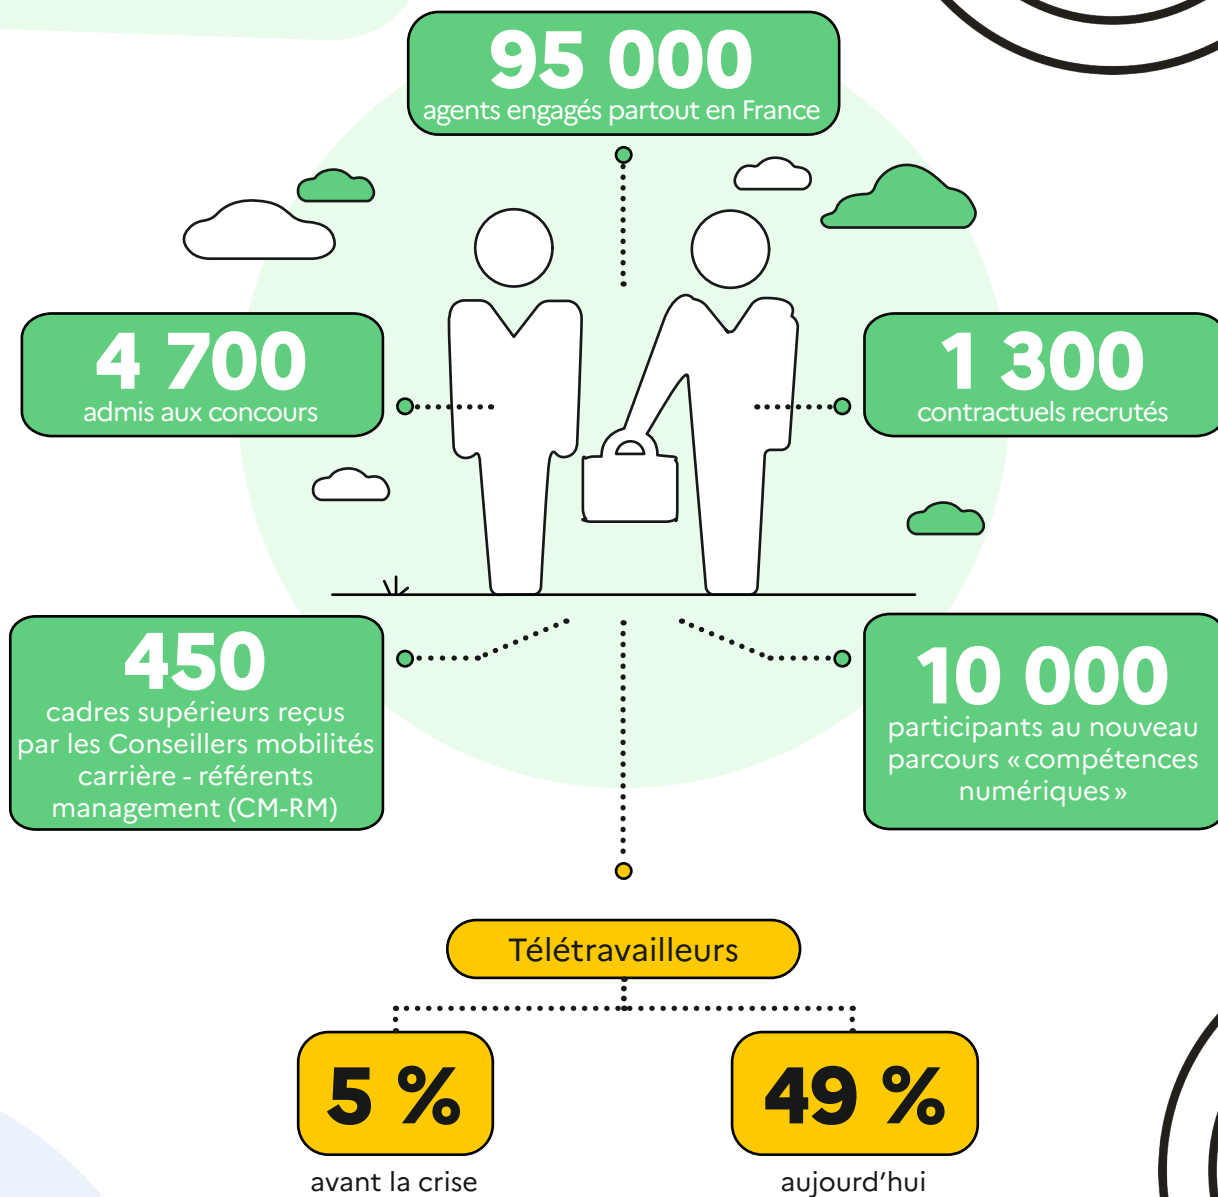 95 000
agents engagés partout en France
4 700
admis aux concours
1 300
contractuels recrutés
450
cadres supérieurs reçus
par les Conseillers mobilités
carrière - référents
management (CM-RM)
10 000
participants au nouveau
parcours « compétences
numériques »
Télétravailleurs
5 %
avant la crise
49 %
aujourd’hui